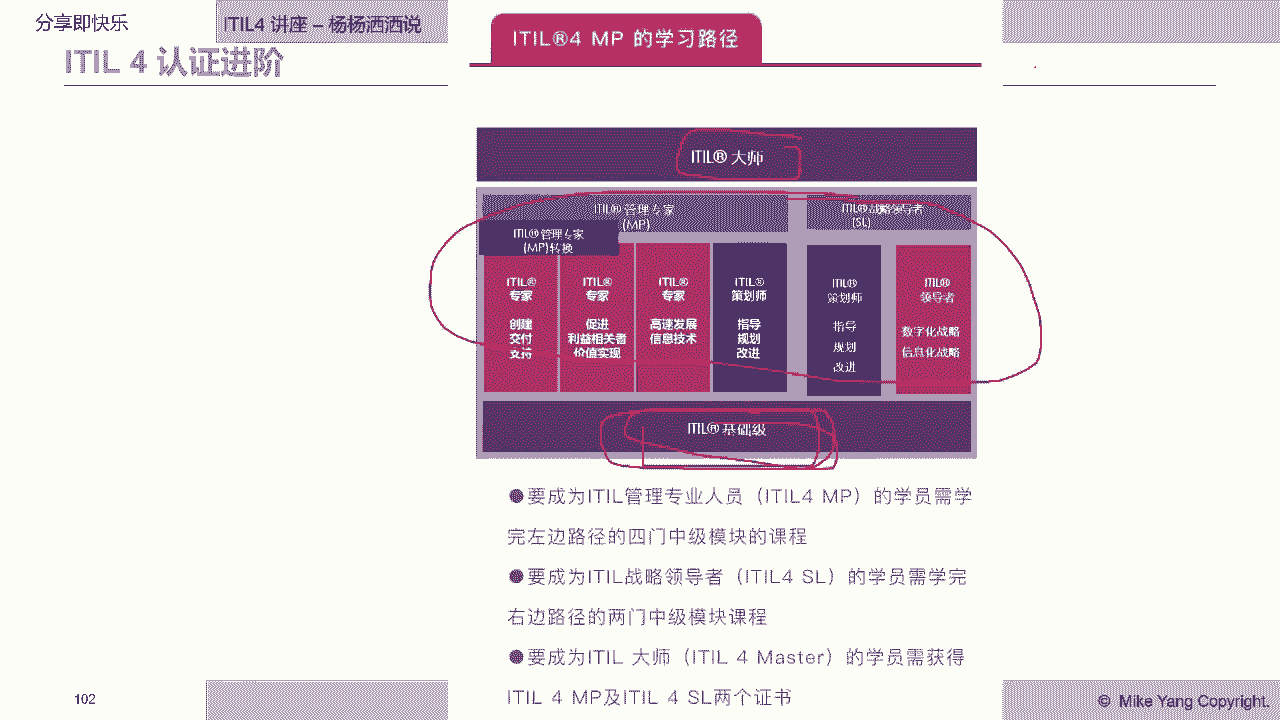 分享即快乐
ITIL4 讲座 – 杨杨洒洒说
ITIL 4 认证进阶
ITIL®4 MP 的学习路径
ITIL® 大师
ITIL® 管理专家
(MP)
ITIL® 战略领导者
(SL)
ITIL® 管理专家
(MP)转换
ITIL®
专家
创建
交付
支持
ITIL®
专家
促进
利益相关者
价值实现
ITIL®
专家
高速发展
信息技术
ITIL®
策划师
指导
规划
改进
ITIL®
策划师
指导
规划
改进
ITIL®
领导者
数字化战略
信息化战略
ITIL® 基础级
●要成为ITIL管理专业人员（ITIL4 MP）的学员需学
完左边路径的四门中级模块的课程
●要成为ITIL战略领导者（ITIL4 SL）的学员需学完
右边路径的两门中级模块课程
●要成为ITIL 大师（ITIL 4 Master）的学员需获得
ITIL 4 MP及ITIL 4 SL两个证书
102
© Mike Yang Copyright.